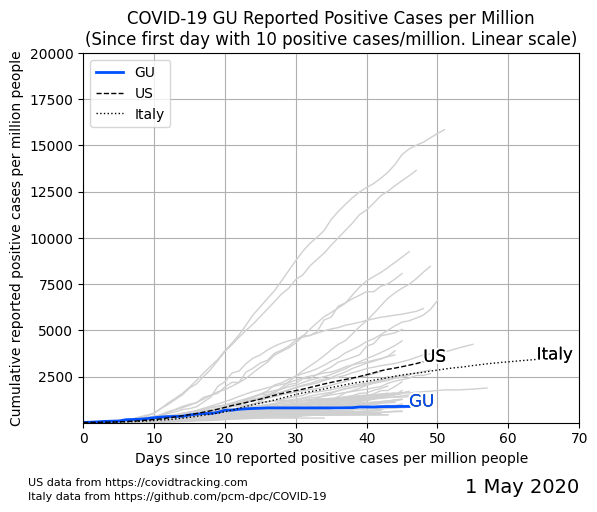 COVID-19 GU Reported Positive Cases per Million
(Since first day with 10 positive cases/million. Linear scale)
Cumulative reported positive cases per million people
20000
17500
15000
12500
10000
7500
5000
2500
GU
US
Italy
US
Italy
GU
0 10 20 30 40 50 60 70
Days since 10 reported positive cases per million people
US data from https://covidtracking.com
Italy data from https://github.com/pcm-dpc/COVID-19
1 May 2020